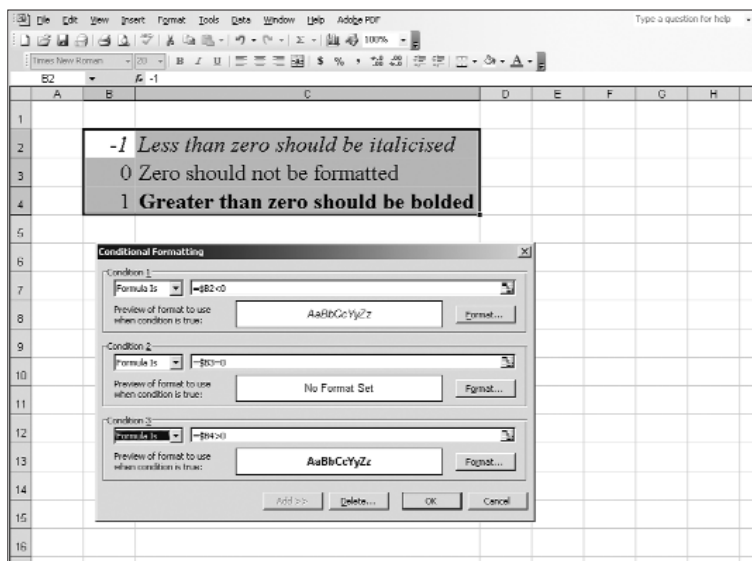 File Edit View Insert Format Tools Data Window Help Adobe PDF Type a question for help
100%
Times New Roman 20 B I U $ % ,
B2 fx -1
A B C D E F G H
1
2 -1 Less than zero should be italicised
3 0 Zero should not be formatted
4 1 Greater than zero should be bolded
5
6
7
8
9
10
11
12
13
14
15
16
Conditional Formatting
Condition 1
Formula Is =$B2<0
Preview of format to use when condition is true: AaBbCcYyZz Format...
Condition 2
Formula Is =$B3=0
Preview of format to use when condition is true: No Format Set Format...
Condition 3
Formula Is =$B4>0
Preview of format to use when condition is true: AaBbCcYyZz Format...
Add >> Delete... OK Cancel